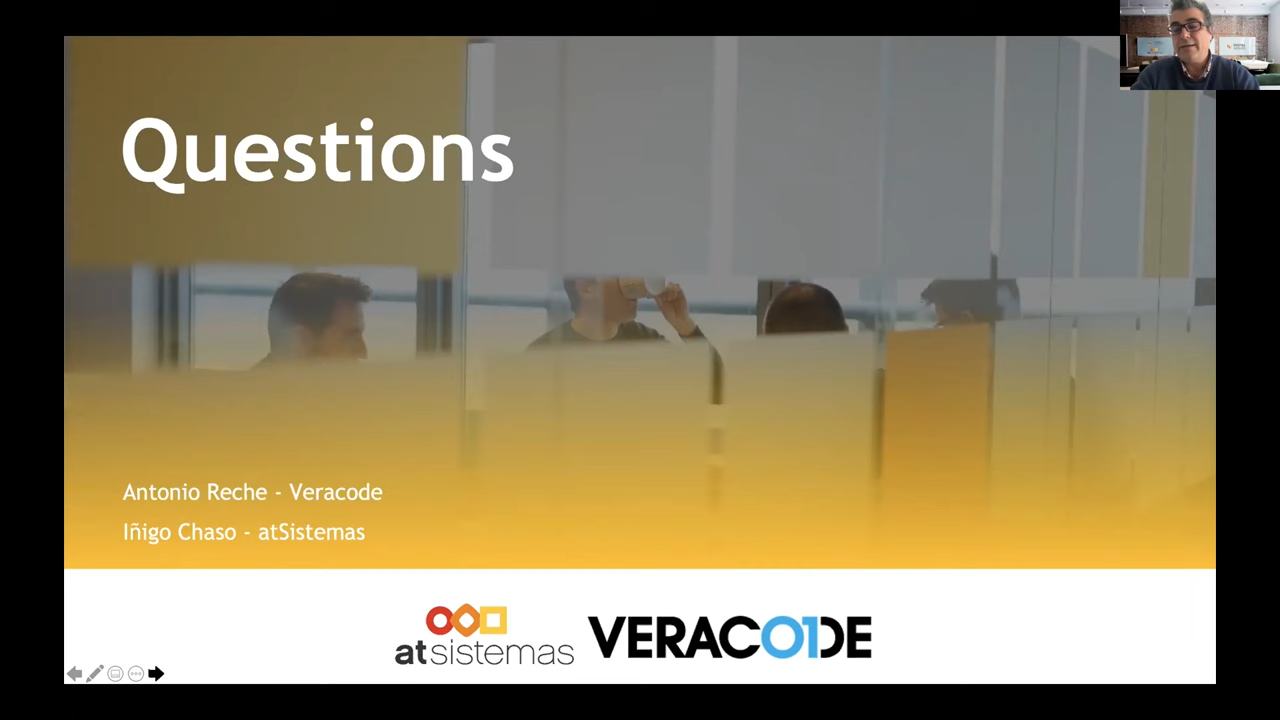 Questions
Antonio Reche - Veracode
Iñigo Chaso - atSistemas
atsistemas
VERACODE